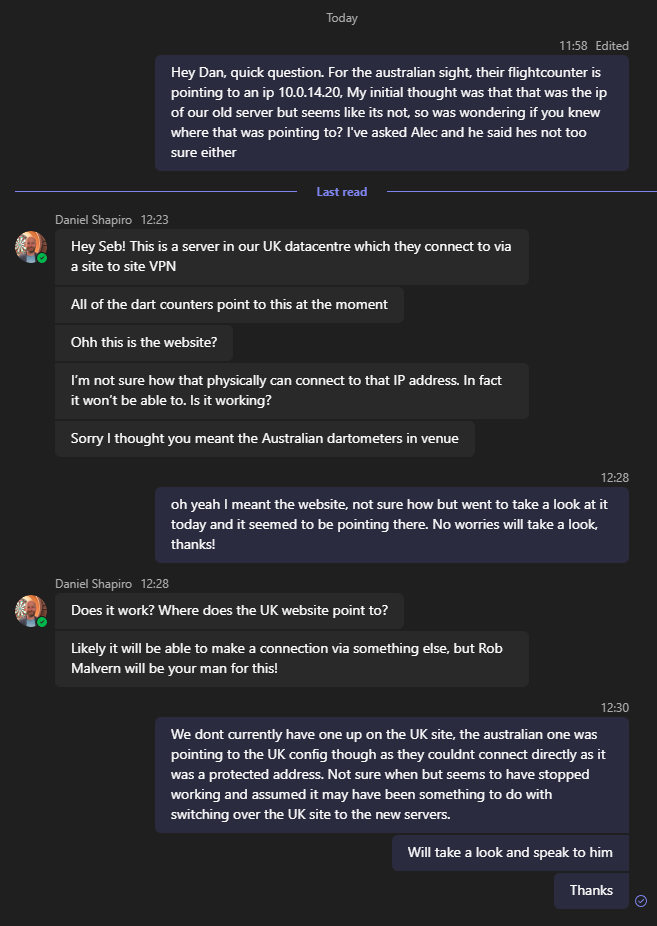 Today
11:58 Edited
Hey Dan, quick question. For the australian sight, their flightcounter is
pointing to an ip 10.0.14.20, My initial thought was that that was the ip
of our old server but seems like its not, so was wondering if you knew
where that was pointing to? I've asked Alec and he said hes not too
sure either
Last read
Daniel Shapiro 12:23
Hey Seb! This is a server in our UK datacentre which they connect to via
a site to site VPN
All of the dart counters point to this at the moment
Ohh this is the website?
I'm not sure how that physically can connect to that IP address. In fact
it won't be able to. Is it working?
Sorry I thought you meant the Australian dartometers in venue
12:28
oh yeah I meant the website, not sure how but went to take a look at it
today and it seemed to be pointing there. No worries will take a look,
thanks!
Daniel Shapiro 12:28
Does it work? Where does the UK website point to?
Likely it will be able to make a connection via something else, but Rob
Malvern will be your man for this!
12:30
We dont currently have one up on the UK site, the australian one was
pointing to the UK config though as they couldnt connect directly as it
was a protected address. Not sure when but seems to have stopped
working and assumed it may have been something to do with
switching over the UK site to the new servers.
Will take a look and speak to him
Thanks